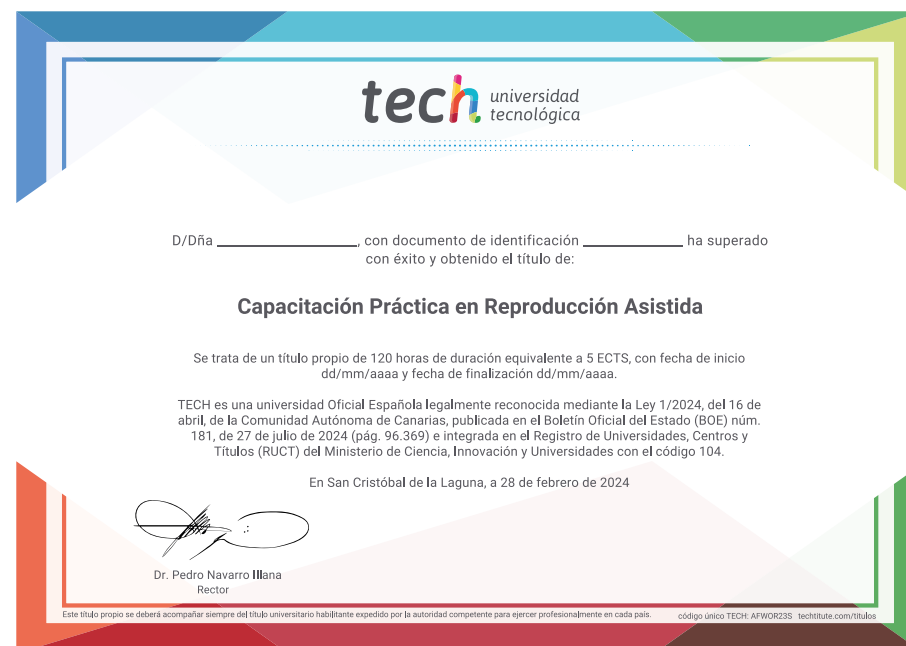 tech universidad
tecnológica
D/Dña ____________________, con documento de identificación ______________ ha superado
con éxito y obtenido el título de:
Capacitación Práctica en Reproducción Asistida
Se trata de un título propio de 120 horas de duración equivalente a 5 ECTS, con fecha de inicio
dd/mm/aaaa y fecha de finalización dd/mm/aaaa.
TECH es una universidad Oficial Española legalmente reconocida mediante la Ley 1/2024, del 16 de
abril, de la Comunidad Autónoma de Canarias, publicada en el Boletín Oficial del Estado (BOE) núm.
181, de 27 de julio de 2024 (pág. 96.369) e integrada en el Registro de Universidades, Centros y
Títulos (RUCT) del Ministerio de Ciencia, Innovación y Universidades con el código 104.
En San Cristóbal de la Laguna, a 28 de febrero de 2024
Dr. Pedro Navarro Illana
Rector
Este título propio se deberá acompañar siempre del título universitario habilitante expedido por la autoridad competente para ejercer profesionalmente en cada país.
código único TECH: AFWOR23S techtitute.com/titulos